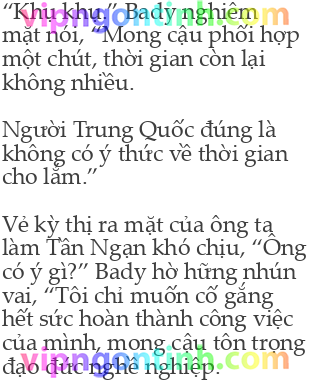 “Khụ khụ” Bady nghiêm
mặt nói, “Mong cậu phối hợp
một chút, thời gian còn lại
không nhiều.
Người Trung Quốc đúng là
không có ý thức về thời gian
cho lắm.”
Vẻ kỳ thị ra mặt của ông ta
làm Tần Ngạn khó chịu, “Ông
có ý gì?” Bady hờ hững nhún
vai, “Tôi chỉ muốn cố gắng
hết sức hoàn thành công việc
của mình, mong cậu tôn trọng
vipngontinh.com
đạo đức nghề nghiệp.